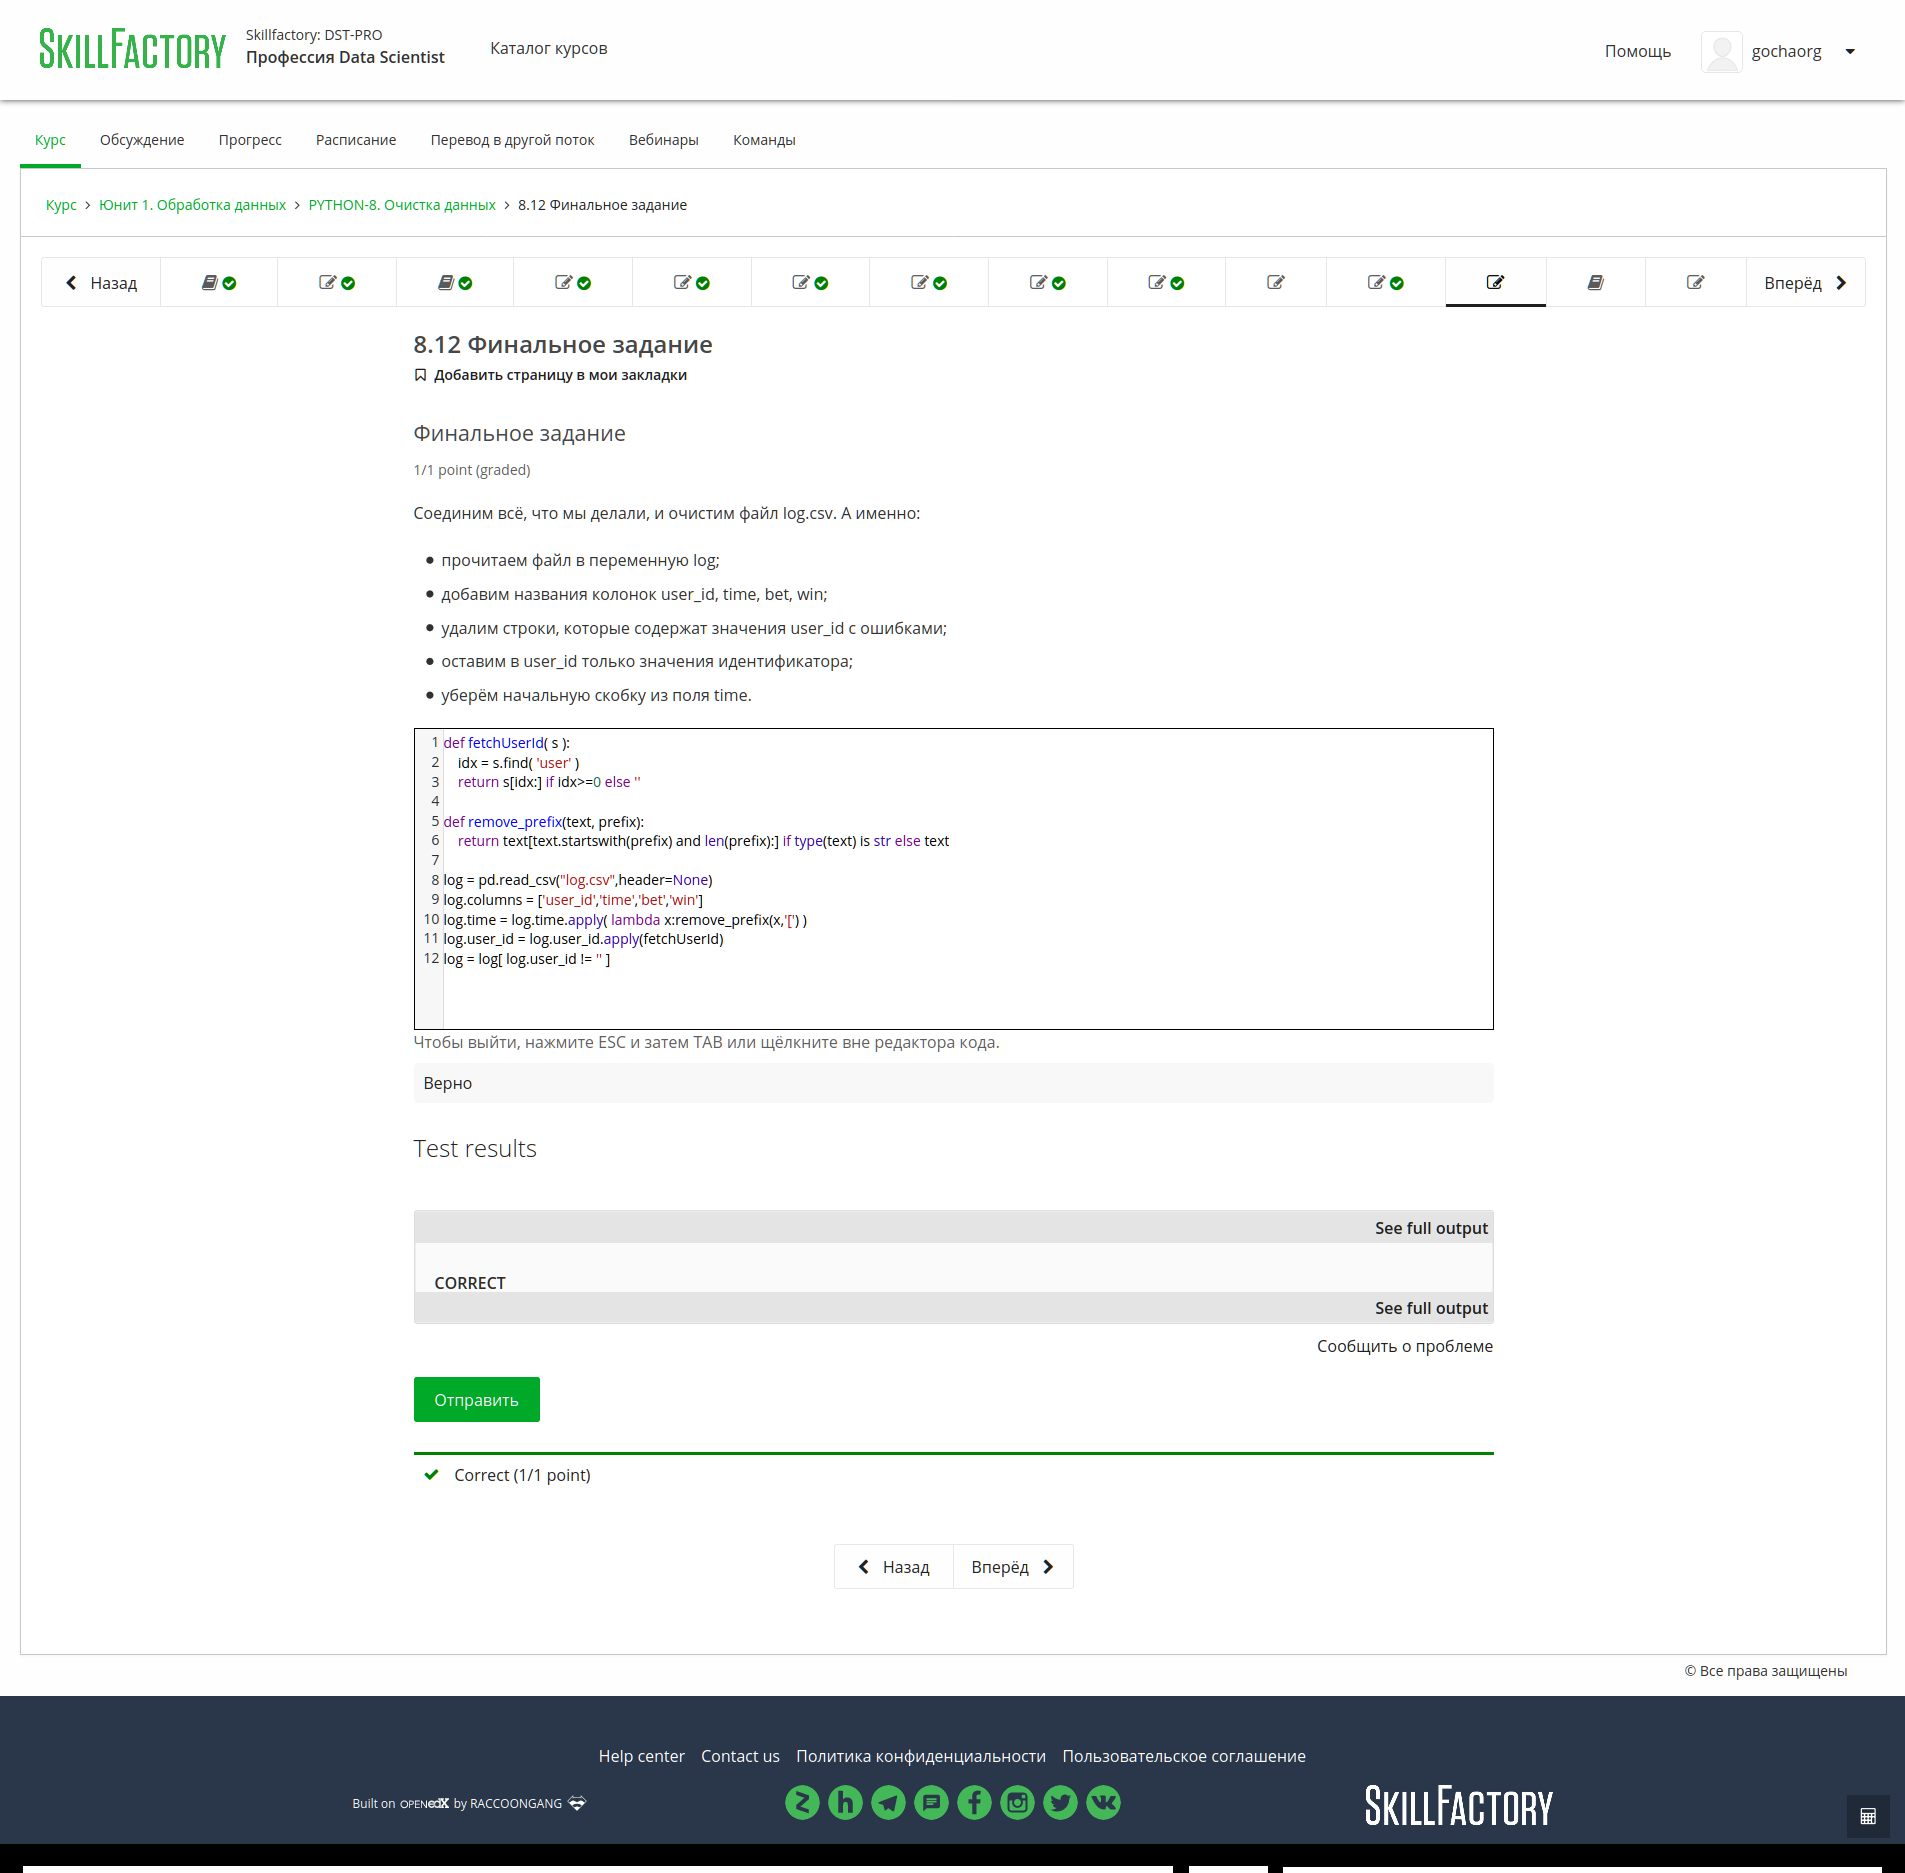 SKILLFACTORY
Skillfactory: DST-PRO
Профессия Data Scientist
Каталог курсов
Помощь
gochaorg
Курс
Обсуждение
Прогресс
Расписание
Перевод в другой поток
Вебинары
Команды
Курс > Юнит 1. Обработка данных > PYTHON-8. Очистка данных > 8.12 Финальное задание
Назад
Вперёд
8.12 Финальное задание
Добавить страницу в мои закладки
Финальное задание
1/1 point (graded)
Соединим всё, что мы делали, и очистим файл log.csv. А именно:
прочитаем файл в переменную log;
добавим названия колонок user_id, time, bet, win;
удалим строки, которые содержат значения user_id с ошибками;
оставим в user_id только значения идентификатора;
уберём начальную скобку из поля time.
1 def fetchUserId( s ):
2     idx = s.find( 'user' )
3     return s[idx:] if idx>=0 else ''
4
5 def remove_prefix(text, prefix):
6     return text[text.startswith(prefix) and len(prefix):] if type(text) is str else text
7
8 log = pd.read_csv("log.csv",header=None)
9 log.columns = ['user_id','time','bet','win']
10 log.time = log.time.apply( lambda x:remove_prefix(x,'[') )
11 log.user_id = log.user_id.apply(fetchUserId)
12 log = log[ log.user_id != '' ]
Чтобы выйти, нажмите ESC и затем TAB или щёлкните вне редактора кода.
Верно
Test results
See full output
CORRECT
See full output
Сообщить о проблеме
Отправить
Correct (1/1 point)
Назад
Вперёд
© Все права защищены
Help center
Contact us
Политика конфиденциальности
Пользовательское соглашение
Built on OPENedX by RACCOONGANG
SKILLFACTORY